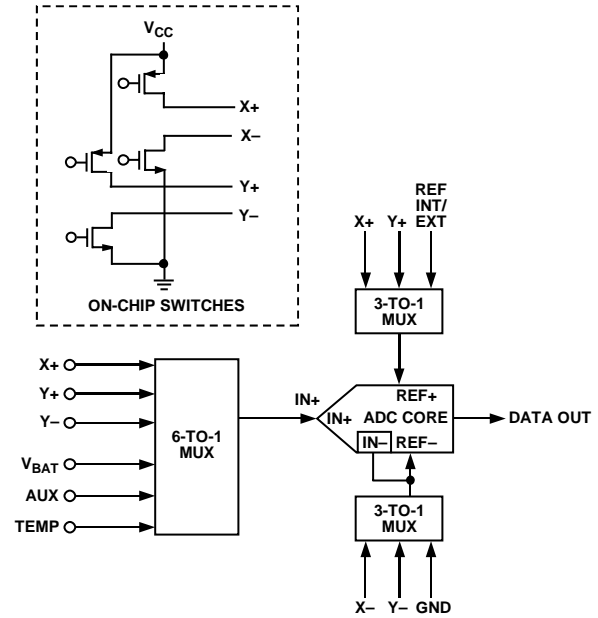 VCC
X+
X–
Y+
Y–
ON-CHIP SWITCHES
REF
INT/
EXT
X+ Y+
3-TO-1
MUX
X+
Y+
Y–
VBAT
AUX
TEMP
6-TO-1
MUX
IN+
IN+
REF+
ADC CORE
IN– REF–
DATA OUT
3-TO-1
MUX
X– Y– GND